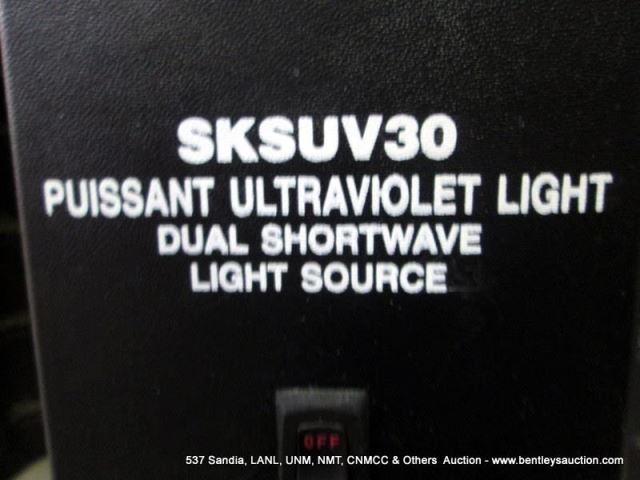 SKSUV30
PUISSANT ULTRAVIOLET LIGHT
DUAL SHORTWAVE
LIGHT SOURCE
OFF
537 Sandia, LANL, UNM, NMT, CNMCC & Others Auction - www.bentleysauction.com